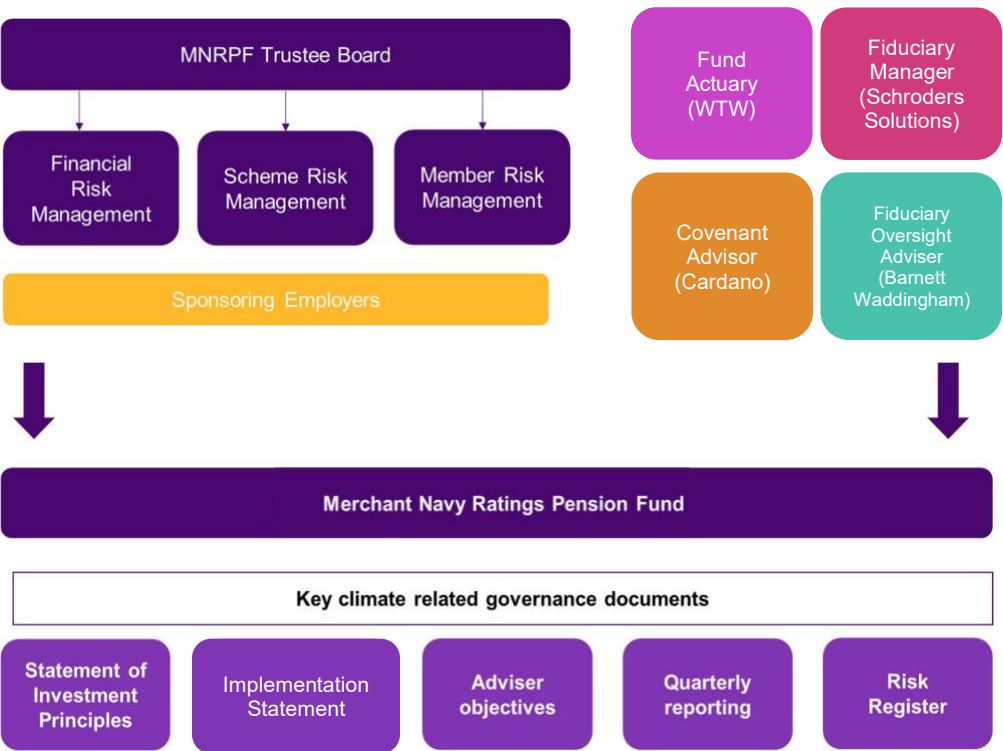 MNRPF Trustee Board
Financial
Risk
Management
Scheme Risk
Management
Member Risk
Management
Sponsoring Employers
Fund
Actuary
(WTW)
Fiduciary
Manager
(Schroders
Solutions)
Covenant
Advisor
(Cardano)
Fiduciary
Oversight
Adviser
(Barnett
Waddingham)
Merchant Navy Ratings Pension Fund
Key climate related governance documents
Statement of
Investment
Principles
Implementation
Statement
Adviser
objectives
Quarterly
reporting
Risk
Register